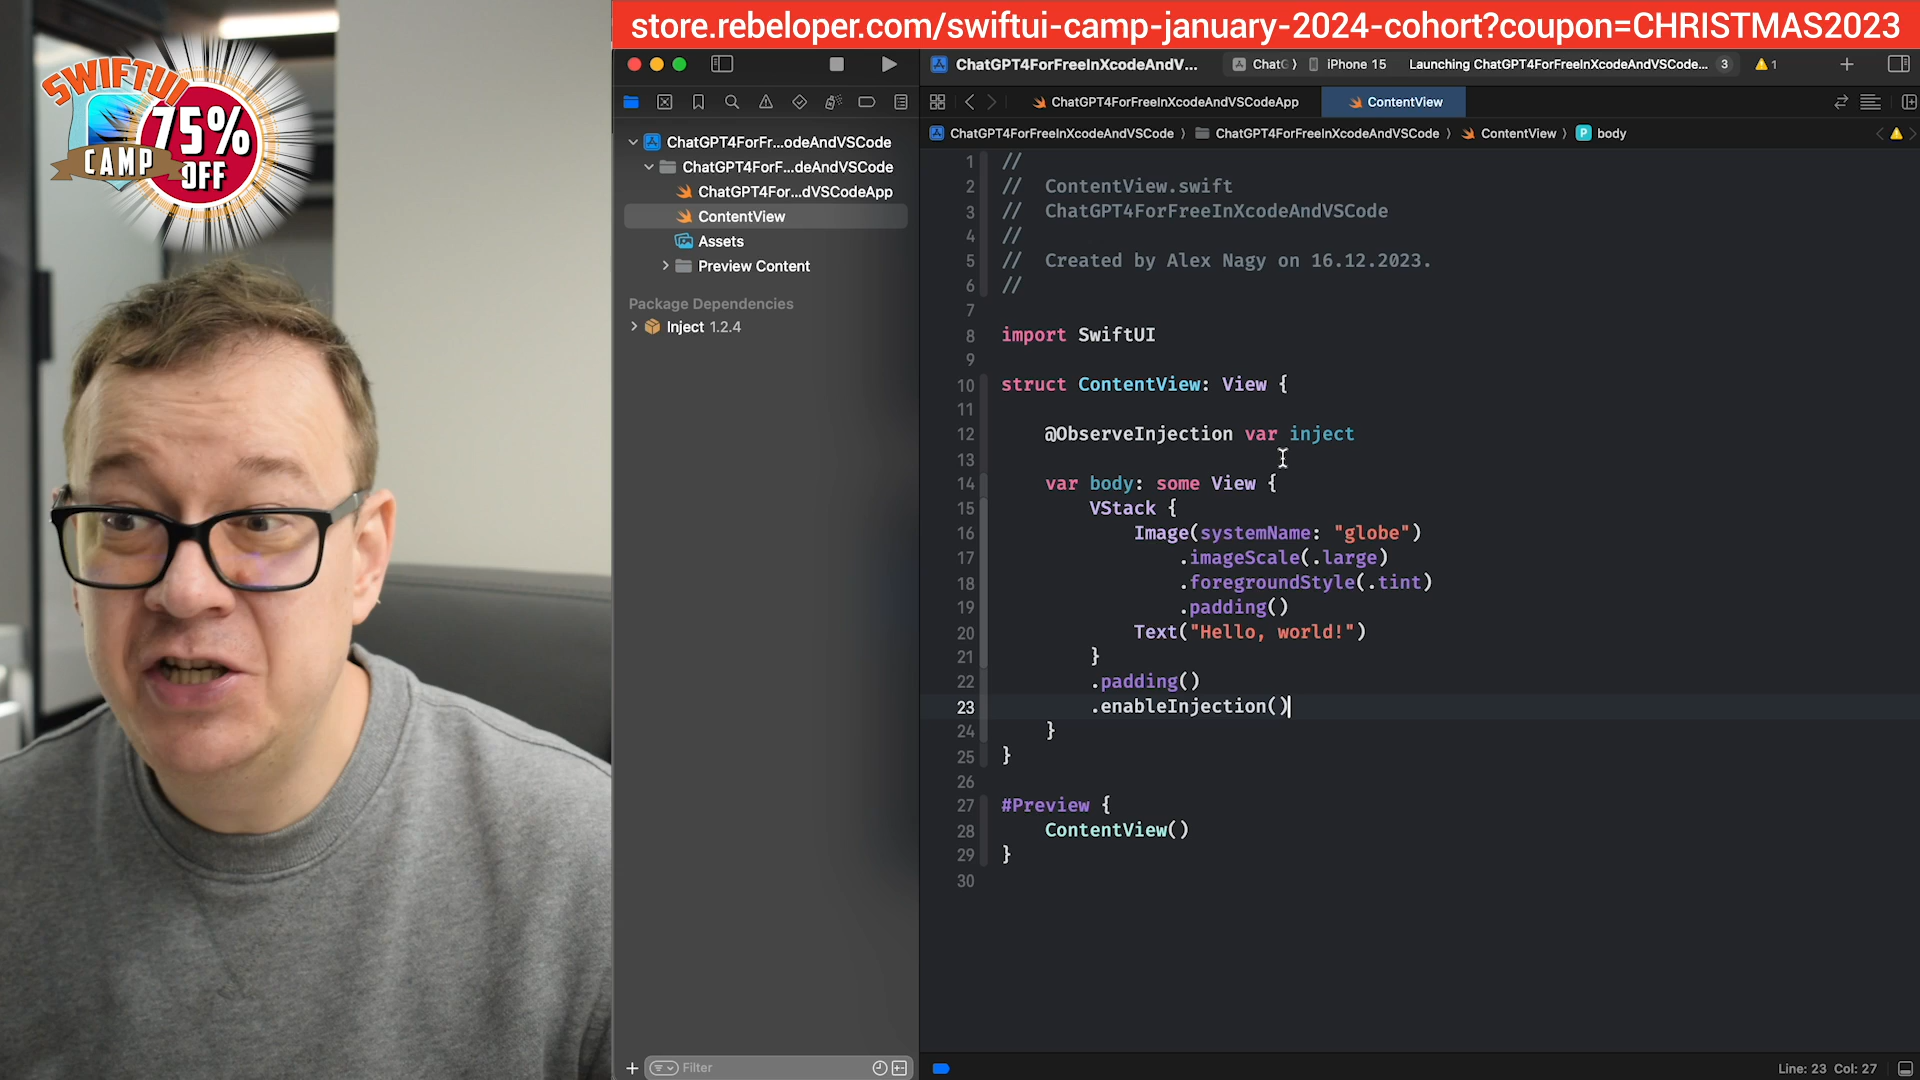 store.rebeloper.com/swiftui-camp-january-2024-cohort?coupon=CHRISTMAS2023
SWIFTUI
CAMP
75%
OFF
ChatGPT4ForFreeInXcodeAndV...
ChatG
iPhone 15
Launching ChatGPT4ForFreeInXcodeAndVSCode...
3
1
ChatGPT4ForFreeInXcodeAndVSCodeApp
ContentView
ChatGPT4ForFreeInXcodeAndVSCode
ChatGPT4ForFreeInXcodeAndVSCode
ContentView
body
ChatGPT4ForFr...odeAndVSCode
ChatGPT4ForF...deAndVSCode
ChatGPT4For...dVSCodeApp
ContentView
Assets
Preview Content
Package Dependencies
Inject 1.2.4
Filter
1 //
2 //  ContentView.swift
3 //  ChatGPT4ForFreeInXcodeAndVSCode
4 //
5 //  Created by Alex Nagy on 16.12.2023.
6 //
7
8 import SwiftUI
9
10 struct ContentView: View {
11
12     @ObserveInjection var inject
13
14     var body: some View {
15         VStack {
16             Image(systemName: "globe")
17                 .imageScale(.large)
18                 .foregroundStyle(.tint)
19                 .padding()
20             Text("Hello, world!")
21         }
22         .padding()
23         .enableInjection()
24     }
25 }
26
27 #Preview {
28     ContentView()
29 }
30
Line: 23 Col: 27